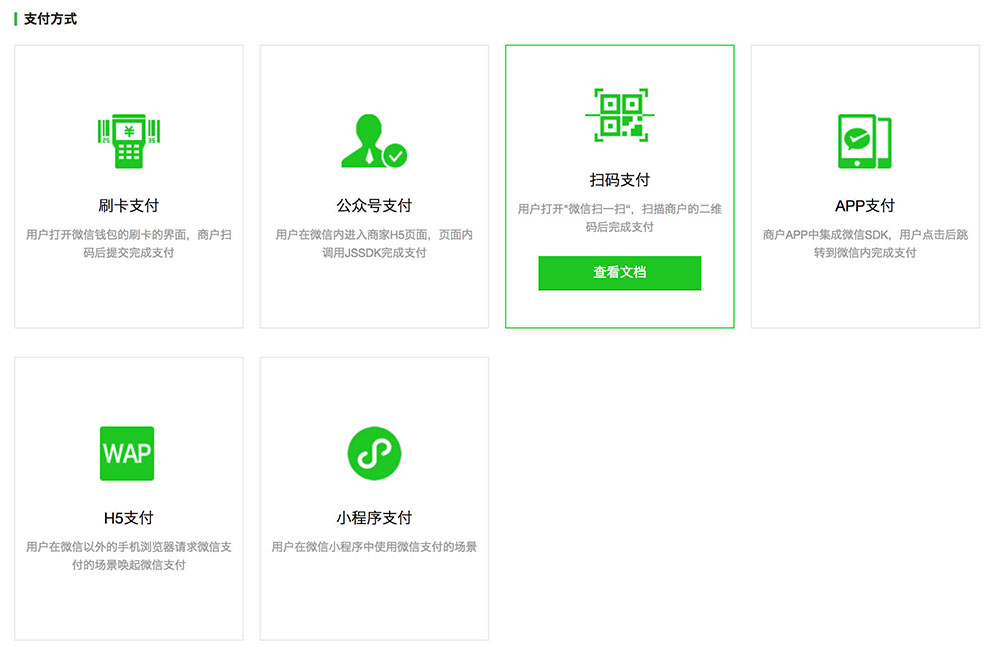 支付方式
¥
刷卡支付
用户打开微信钱包的刷卡的界面，商户扫
码后提交完成支付
公众号支付
用户在微信内进入商家H5页面，页面内
调用JSSDK完成支付
扫码支付
用户打开"微信扫一扫“，扫描商户的二维
码后完成支付
查看文档
APP支付
商户APP中集成微信SDK，用户点击后跳
转到微信内完成支付
WAP
H5支付
用户在微信以外的手机浏览器请求微信支
付的场景唤起微信支付
小程序支付
用户在微信小程序中使用微信支付的场景